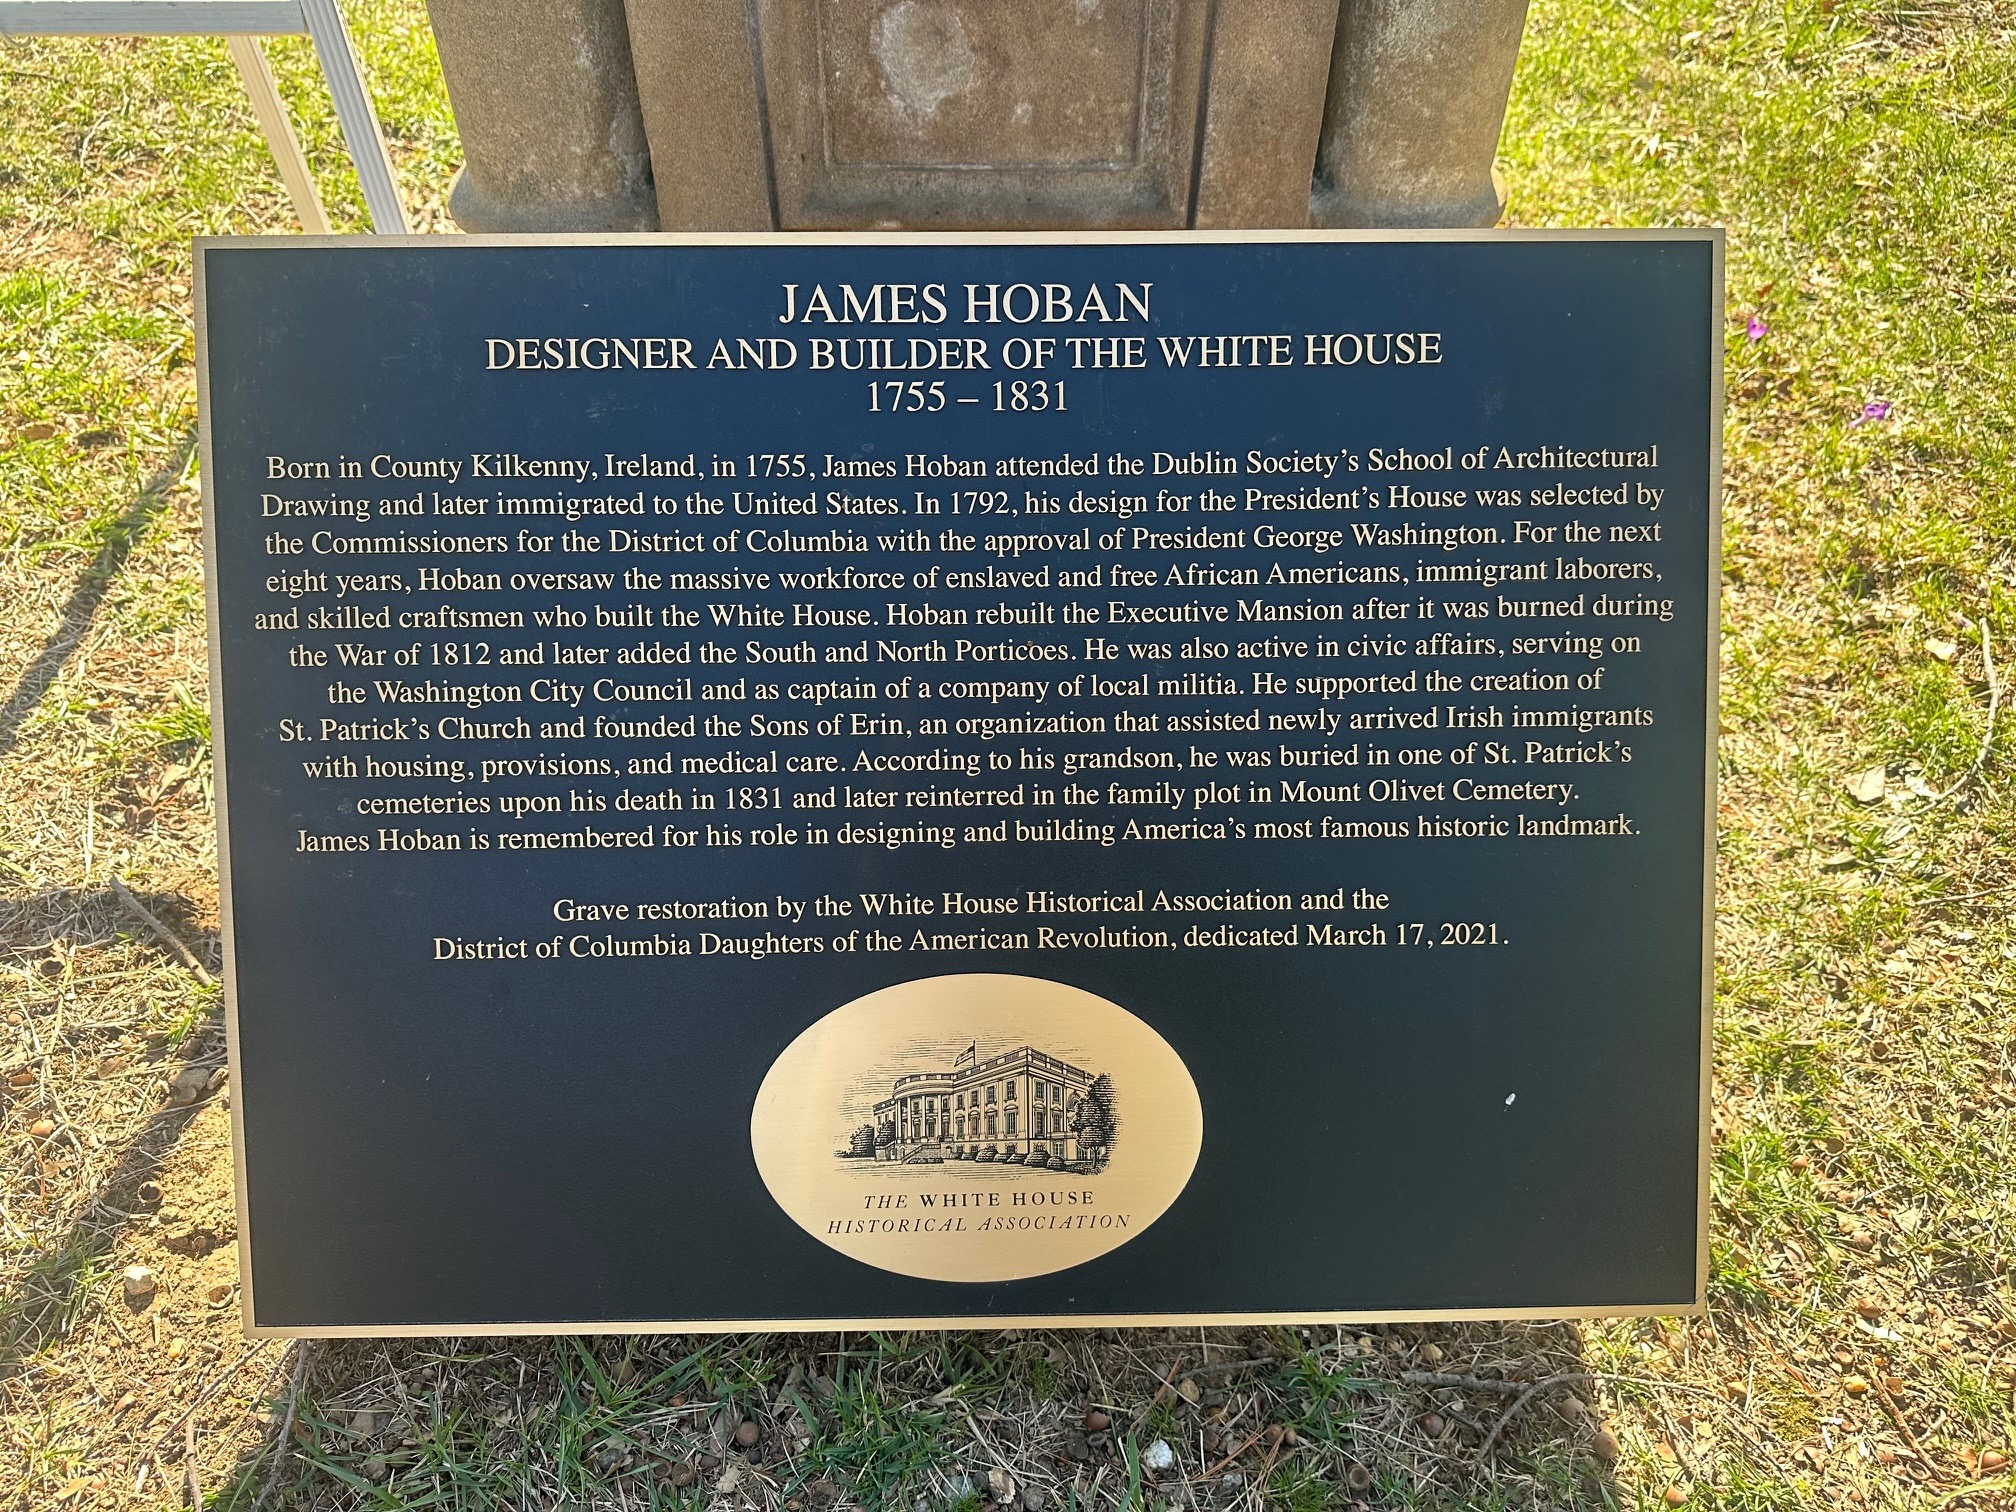 JAMES HOBAN
DESIGNER AND BUILDER OF THE WHITE HOUSE
1755 – 1831
Born in County Kilkenny, Ireland, in 1755, James Hoban attended the Dublin Society’s School of Architectural
Drawing and later immigrated to the United States. In 1792, his design for the President’s House was selected by
the Commissioners for the District of Columbia with the approval of President George Washington. For the next
eight years, Hoban oversaw the massive workforce of enslaved and free African Americans, immigrant laborers,
and skilled craftsmen who built the White House. Hoban rebuilt the Executive Mansion after it was burned during
the War of 1812 and later added the South and North Porticoes. He was also active in civic affairs, serving on
the Washington City Council and as captain of a company of local militia. He supported the creation of
St. Patrick’s Church and founded the Sons of Erin, an organization that assisted newly arrived Irish immigrants
with housing, provisions, and medical care. According to his grandson, he was buried in one of St. Patrick’s
cemeteries upon his death in 1831 and later reinterred in the family plot in Mount Olivet Cemetery.
James Hoban is remembered for his role in designing and building America’s most famous historic landmark.
Grave restoration by the White House Historical Association and the
District of Columbia Daughters of the American Revolution, dedicated March 17, 2021.
THE WHITE HOUSE
HISTORICAL ASSOCIATION